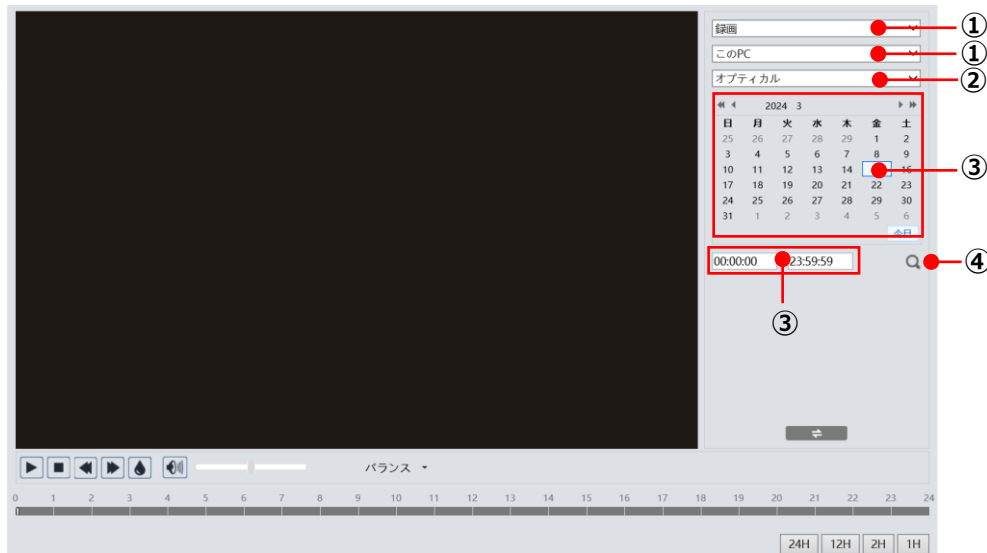 録画 ①
このPC ①
オプティカル ②
2024 3
日 月 火 水 木 金 土
25 26 27 28 29 1 2
3 4 5 6 7 8 9
10 11 12 13 14 16 ③
17 18 19 20 21 22 23
24 25 26 27 28 29 30
31 1 2 3 4 5 6
今日
00:00:00 23:59:59 ④
③
バランス
0 1 2 3 4 5 6 7 8 9 10 11 12 13 14 15 16 17 18 19 20 21 22 23 24
24H 12H 2H 1H